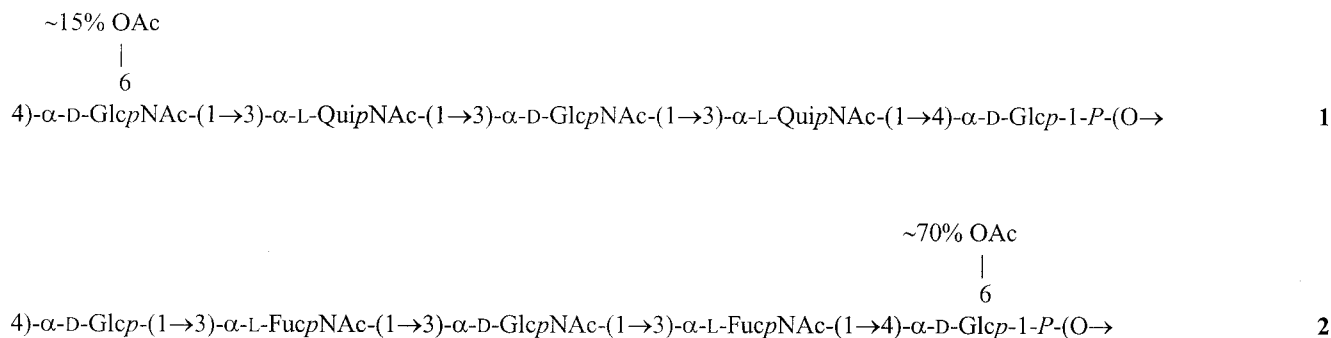 ~15% OAc
|
6
4)-α-D-GlcpNAc-(1→3)-α-L-QuipNAc-(1→3)-α-D-GlcpNAc-(1→3)-α-L-QuipNAc-(1→4)-α-D-Glcp-1-P-(O→ 1
~70% OAc
|
6
4)-α-D-Glcp-(1→3)-α-L-FucpNAc-(1→3)-α-D-GlcpNAc-(1→3)-α-L-FucpNAc-(1→4)-α-D-Glcp-1-P-(O→ 2